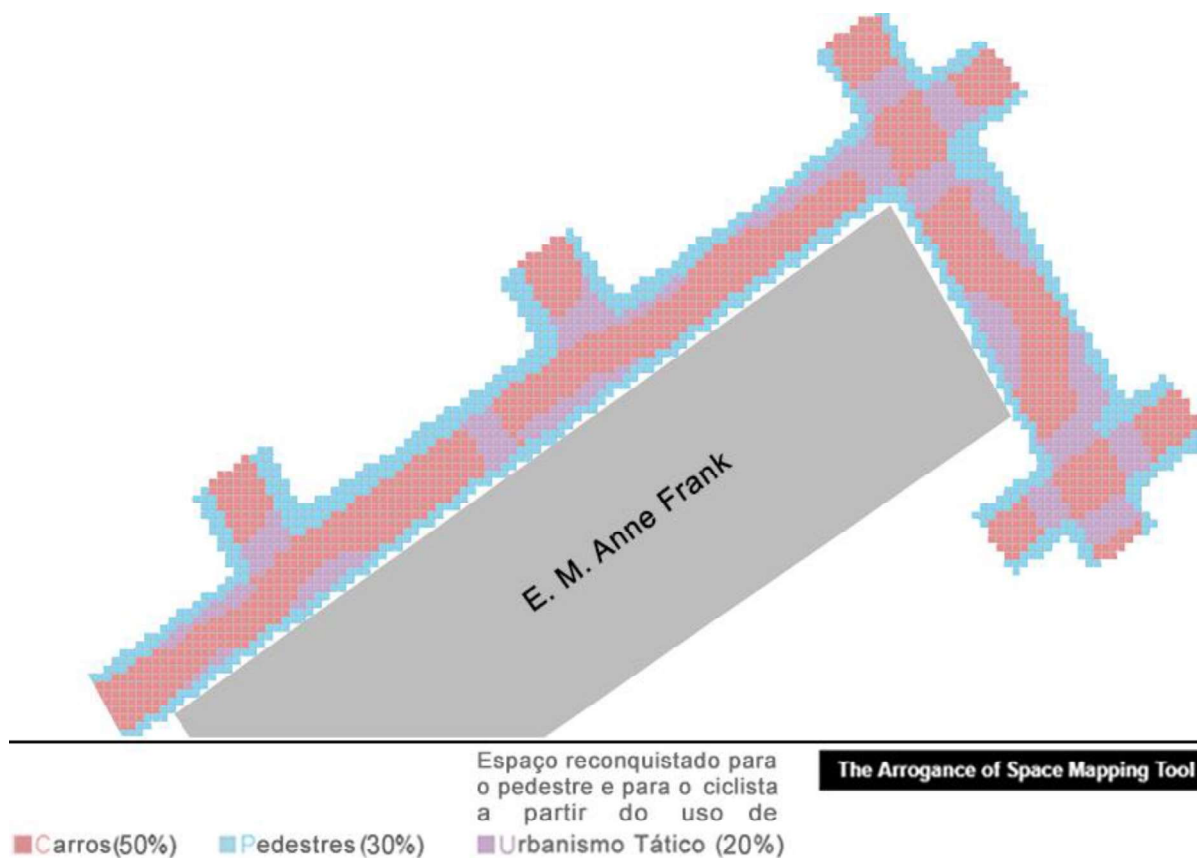 E. M. Anne Frank
Espaço reconquistado para
o pedestre e para o ciclista
a partir do uso de
The Arrogance of Space Mapping Tool
Carros (50%)
Pedestres (30%)
Urbanismo Tático (20%)